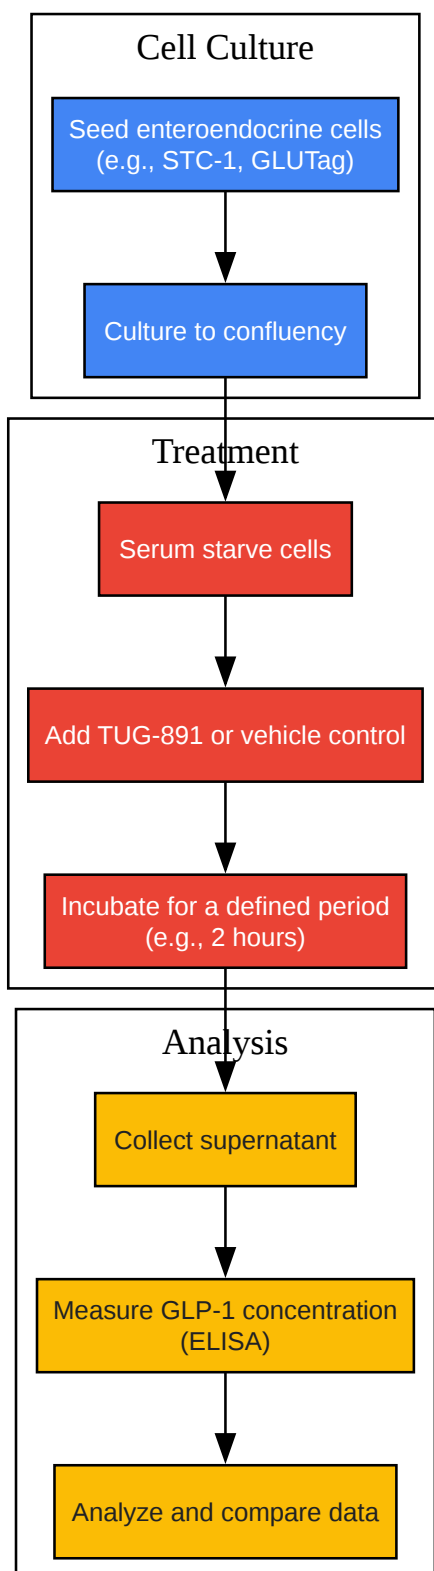 Cell Culture
Seed enteroendocrine cells
(e.g., STC-1, GLUTag)
Culture to confluency
Treatment
Serum starve cells
Add TUG-891 or vehicle control
Incubate for a defined period
(e.g., 2 hours)
Analysis
Collect supernatant
Measure GLP-1 concentration
(ELISA)
Analyze and compare data